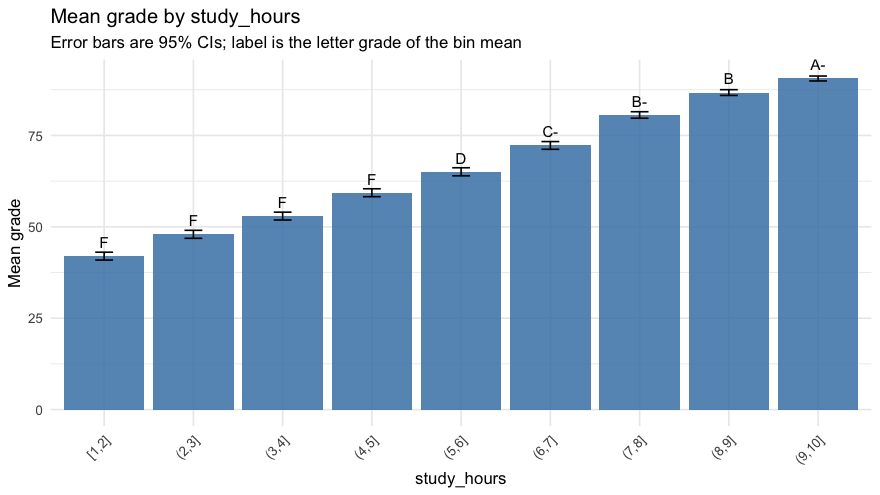 Mean grade by study_hours
Error bars are 95% CIs; label is the letter grade of the bin mean
Mean grade
75
50
25
0
F
F
F
F
D
C-
B-
B
A-
[1,2]
(2,3]
(3,4]
(4,5]
(5,6]
(6,7]
(7,8]
(8,9]
(9,10]
study_hours